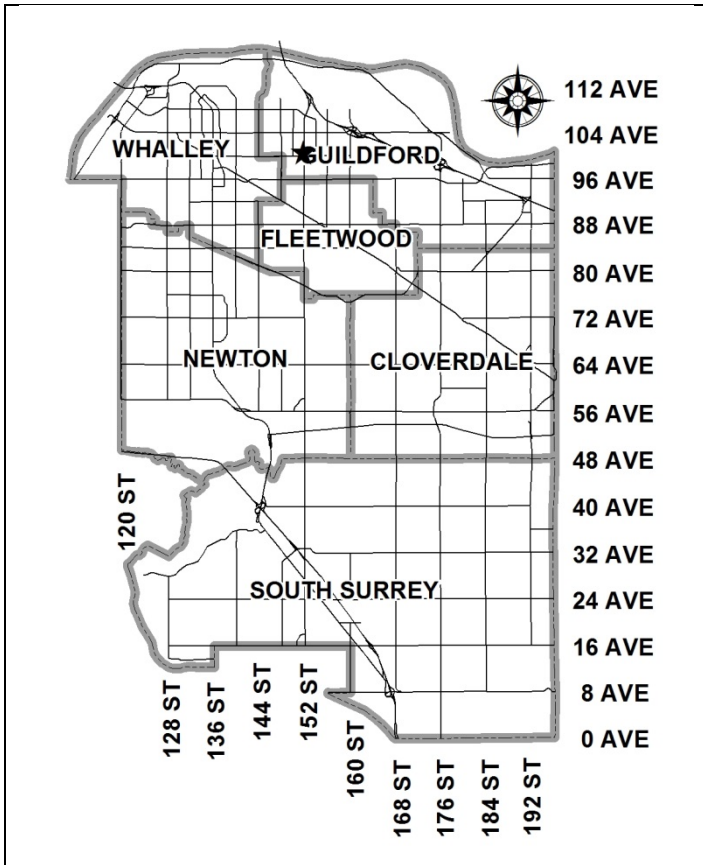 112 AVE
104 AVE
WHALLEY
GUILDFORD
96 AVE
88 AVE
FLEETWOOD
80 AVE
72 AVE
NEWTON
CLOVERDALE
64 AVE
56 AVE
48 AVE
120 ST
40 AVE
32 AVE
SOUTH SURREY
24 AVE
16 AVE
128 ST
136 ST
144 ST
152 ST
160 ST
8 AVE
0 AVE
168 ST
176 ST
184 ST
192 ST